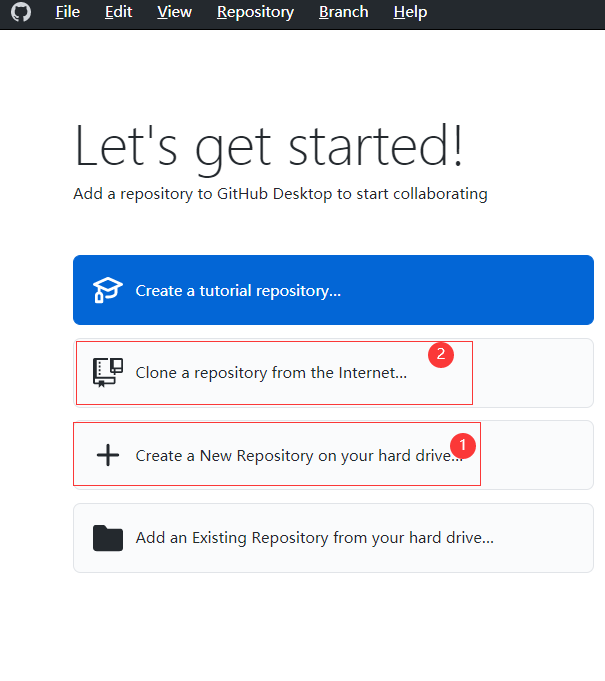 File Edit View Repository Branch Help
Let's get started!
Add a repository to GitHub Desktop to start collaborating
Create a tutorial repository...
2
Clone a repository from the Internet...
1
Create a New Repository on your hard drive...
Add an Existing Repository from your hard drive...